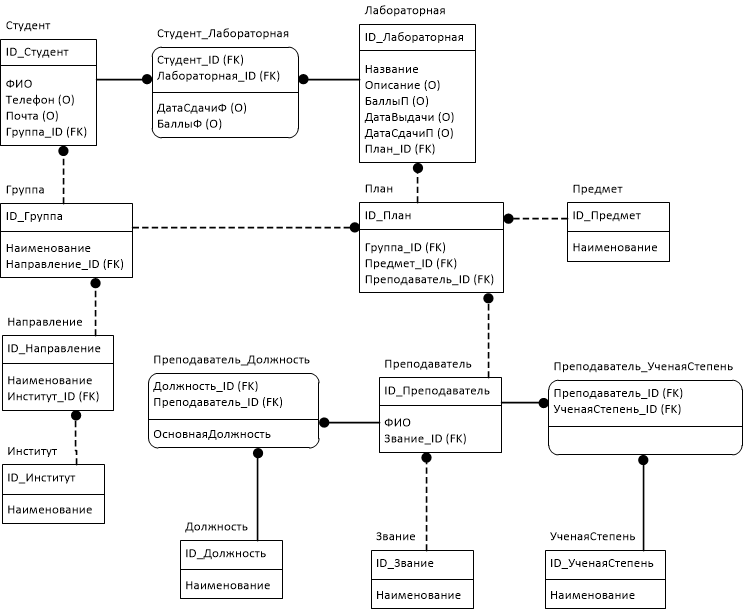 Студент
ID_Студент
ФИО
Телефон (О)
Почта (О)
Группа_ID (FK)
Студент_Лабораторная
Студент_ID (FK)
Лабораторная_ID (FK)
ДатаСдачиФ (О)
БаллыФ (О)
Лабораторная
ID_Лабораторная
Название
Описание (О)
БаллыП (О)
ДатаВыдачи (О)
ДатаСдачиП (О)
План_ID (FK)
Группа
ID_Группа
Наименование
Направление_ID (FK)
План
ID_План
Группа_ID (FK)
Предмет_ID (FK)
Преподаватель_ID (FK)
Предмет
ID_Предмет
Наименование
Направление
ID_Направление
Наименование
Институт_ID (FK)
Преподаватель_Должность
Должность_ID (FK)
Преподаватель_ID (FK)
ОсновнаяДолжность
Преподаватель
ID_Преподаватель
ФИО
Звание_ID (FK)
Преподаватель_УченаяСтепень
Преподаватель_ID (FK)
УченаяСтепень_ID (FK)
Институт
ID_Институт
Наименование
Должность
ID_Должность
Наименование
Звание
ID_Звание
Наименование
УченаяСтепень
ID_УченаяСтепень
Наименование